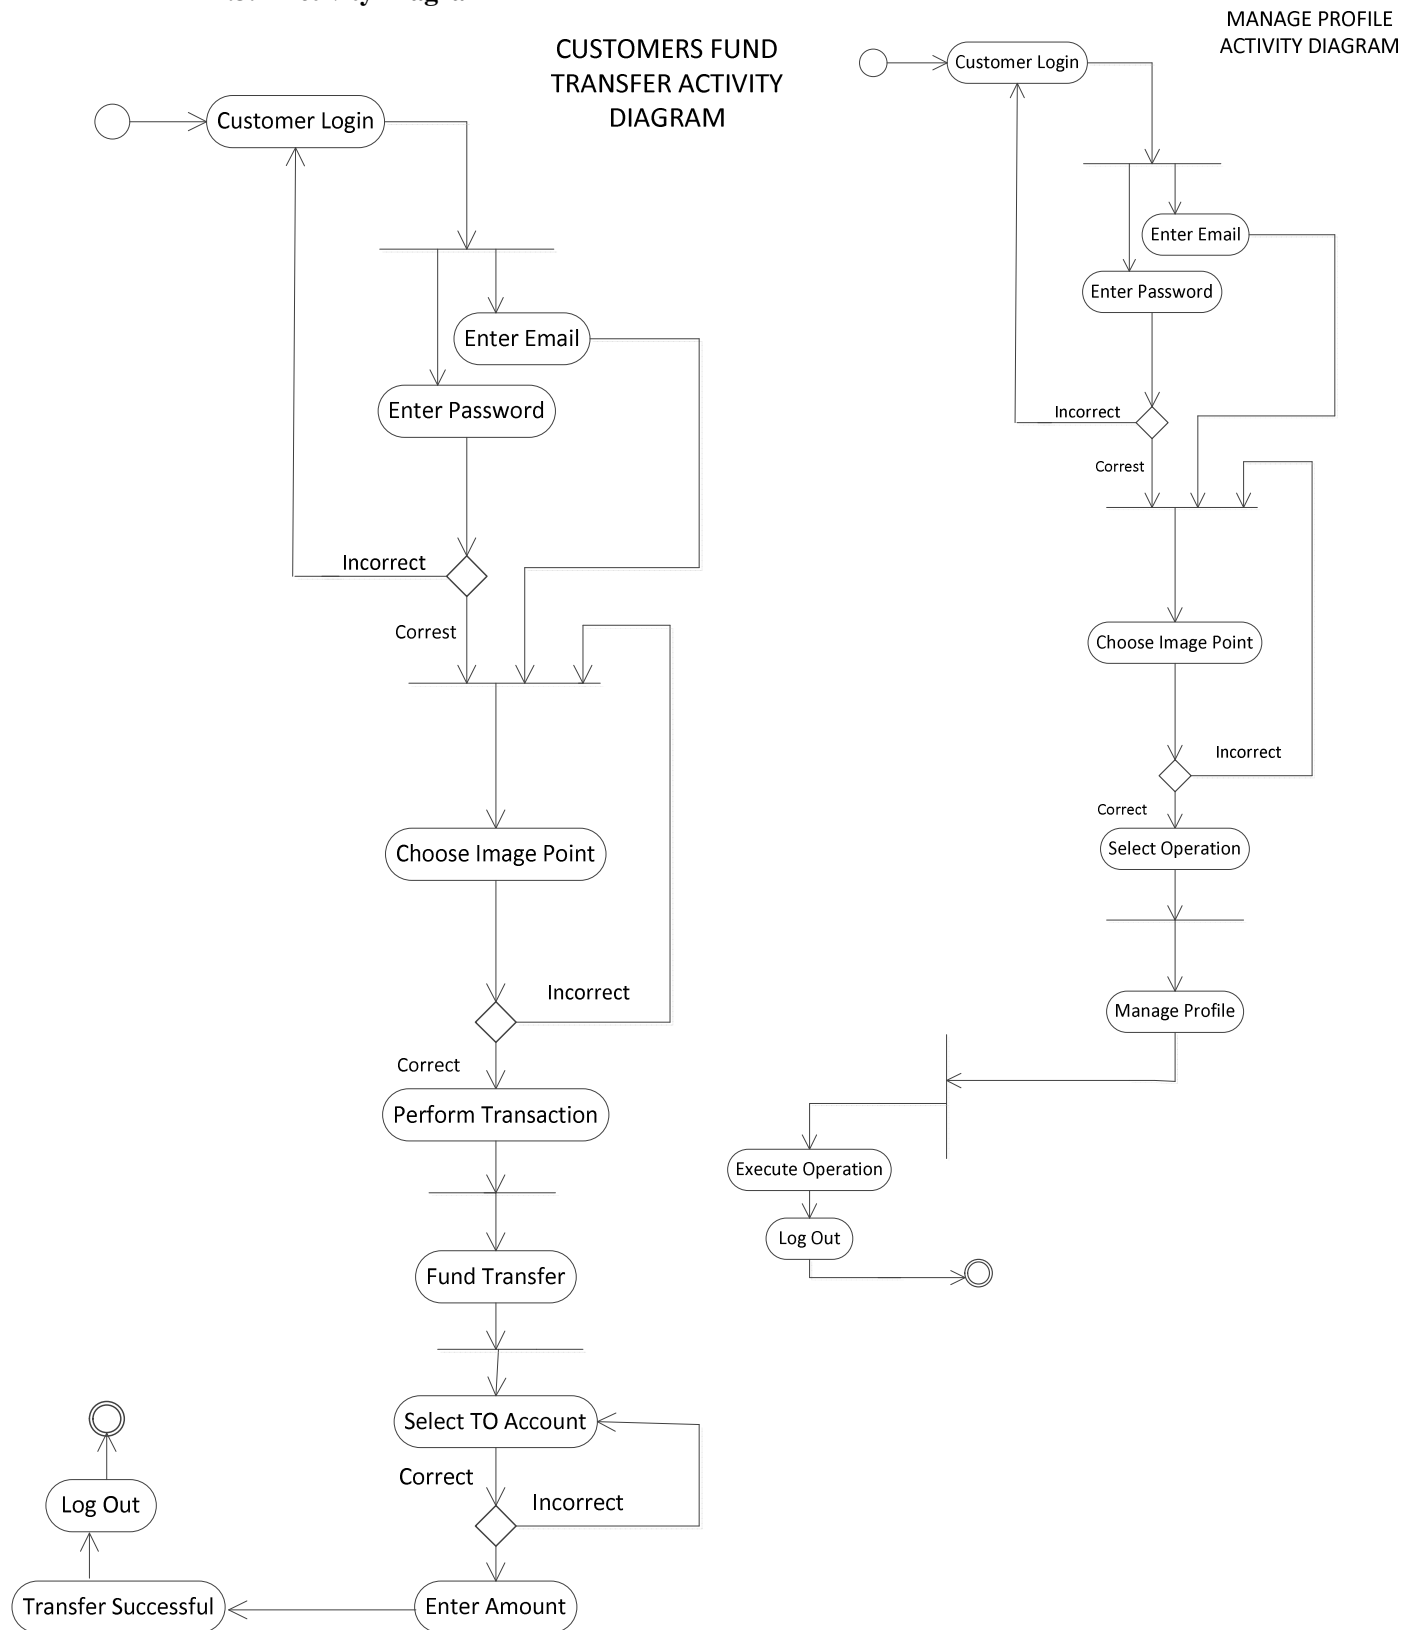 CUSTOMERS FUND
TRANSFER ACTIVITY
DIAGRAM
Customer Login
Enter Email
Enter Password
Incorrect
Correst
Choose Image Point
Incorrect
Correct
Perform Transaction
Fund Transfer
Select TO Account
Correct
Incorrect
Enter Amount
Transfer Successful
Log Out
MANAGE PROFILE
ACTIVITY DIAGRAM
Customer Login
Enter Email
Enter Password
Incorrect
Correst
Choose Image Point
Incorrect
Correct
Select Operation
Manage Profile
Execute Operation
Log Out